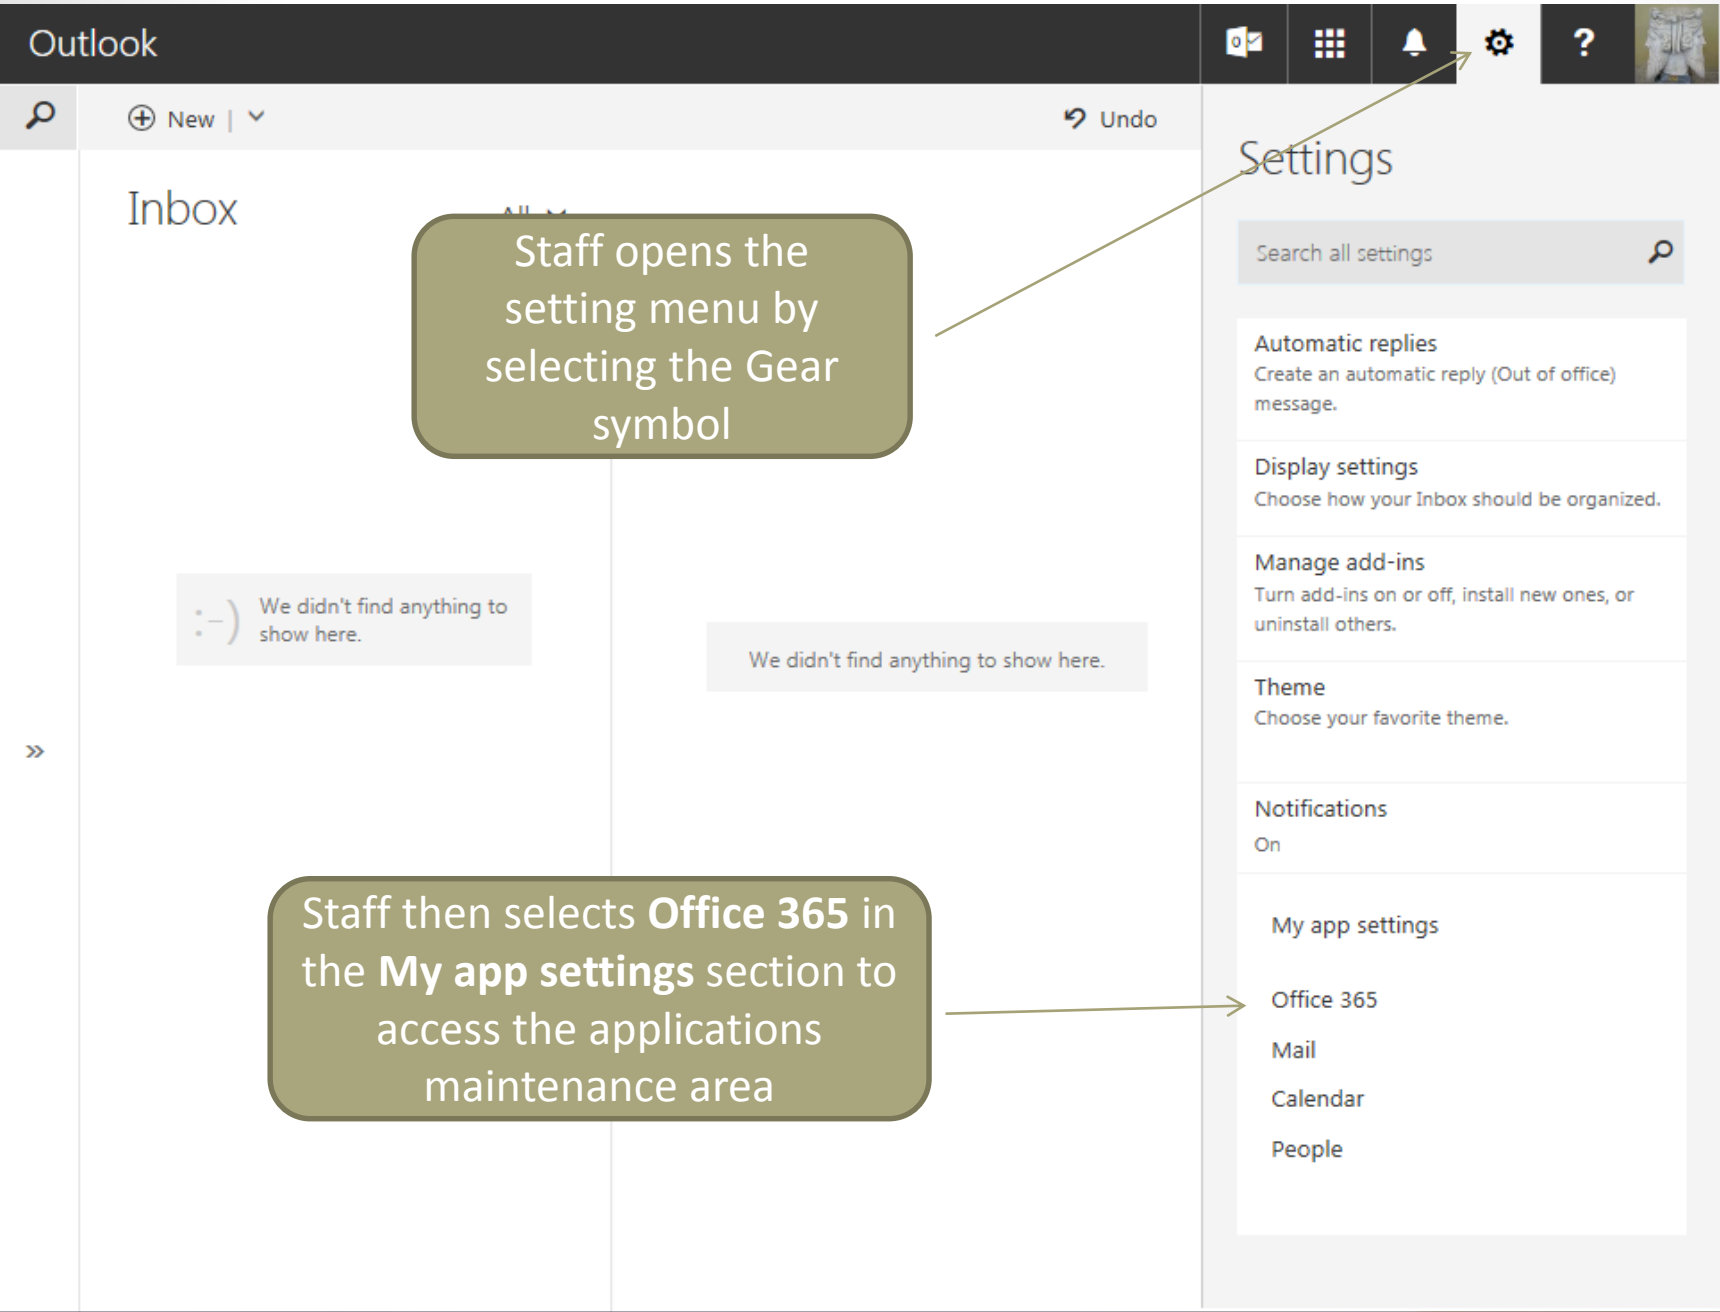 Outlook
New
Undo
Inbox
All
Staff opens the
setting menu by
selecting the Gear
symbol
:-)
We didn't find anything to
show here.
We didn't find anything to show here.
Staff then selects Office 365 in
the My app settings section to
access the applications
maintenance area
Settings
Search all settings
Automatic replies
Create an automatic reply (Out of office)
message.
Display settings
Choose how your Inbox should be organized.
Manage add-ins
Turn add-ins on or off, install new ones, or
uninstall others.
Theme
Choose your favorite theme.
Notifications
On
My app settings
Office 365
Mail
Calendar
People